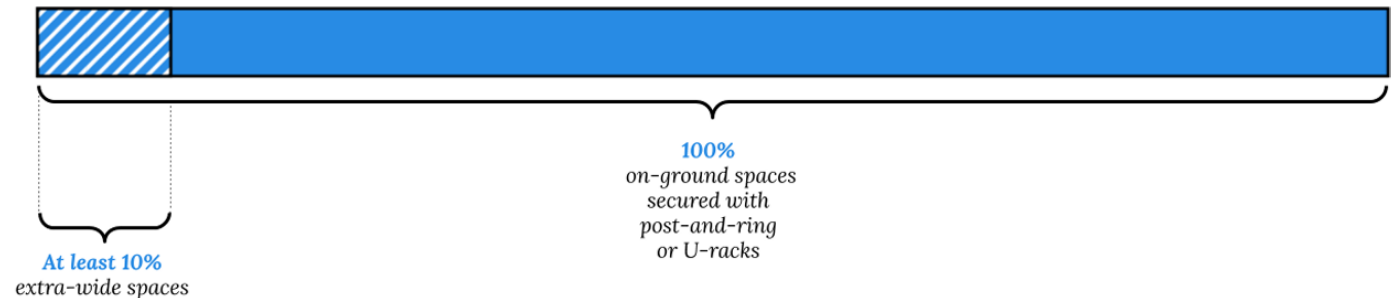 100%
on-ground spaces
secured with
post-and-ring
or U-racks
At least 10%
extra-wide spaces